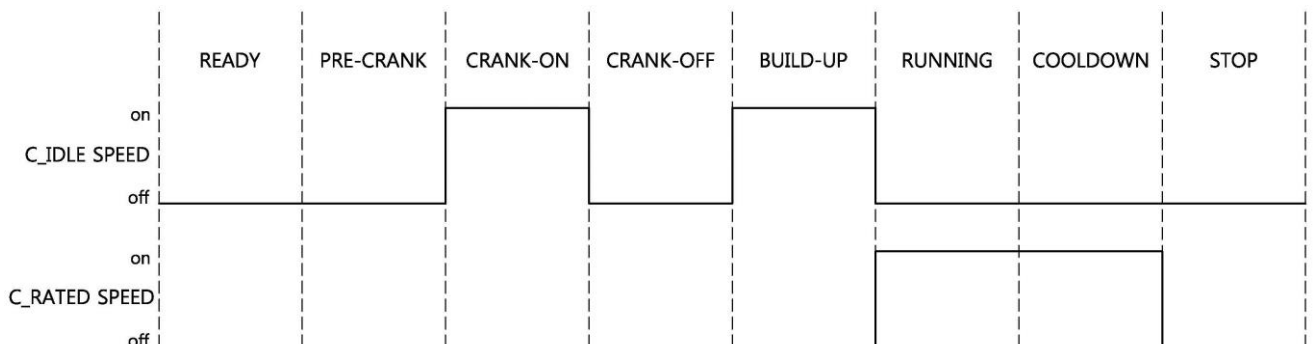 READY PRE-CRANK CRANK-ON CRANK-OFF BUILD-UP RUNNING COOLDOWN STOP
on
C_IDLE SPEED
off
on
C_RATED SPEED
off